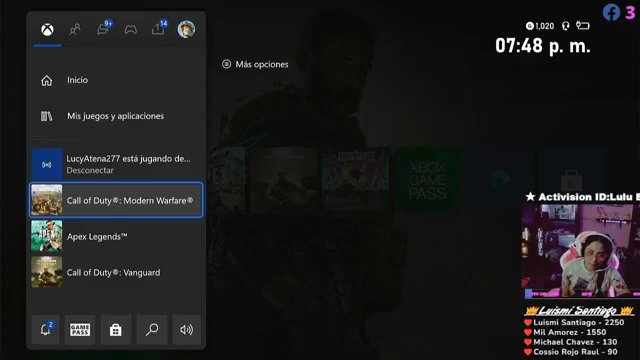 9+
14
1,020
3
07:48 p. m.
Más opciones
Inicio
Mis juegos y aplicaciones
LucyAtena277 está jugando de...
Desconectar
Call of Duty®: Modern Warfare®
APEX
Apex Legends™
Call of Duty®: Vanguard
XBOX
GAME
PASS
2
GAME
PASS
★ Activision ID:Lulu
Luismi Santiago
Luismi Santiago - 2250
Mil Amorez - 1550
Michael Chavez - 130
Cossio Rojo Raul - 90